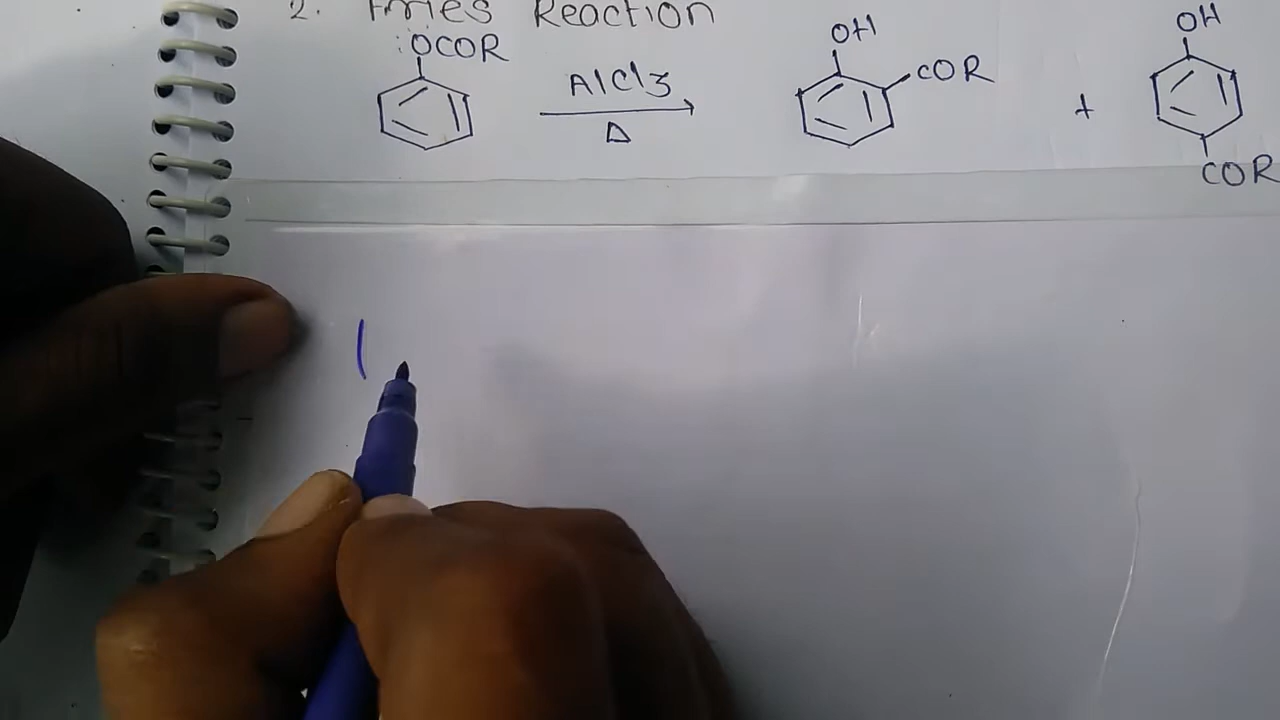 2. Fries Reaction
OCOR AlCl3 Δ OH COR + OH COR